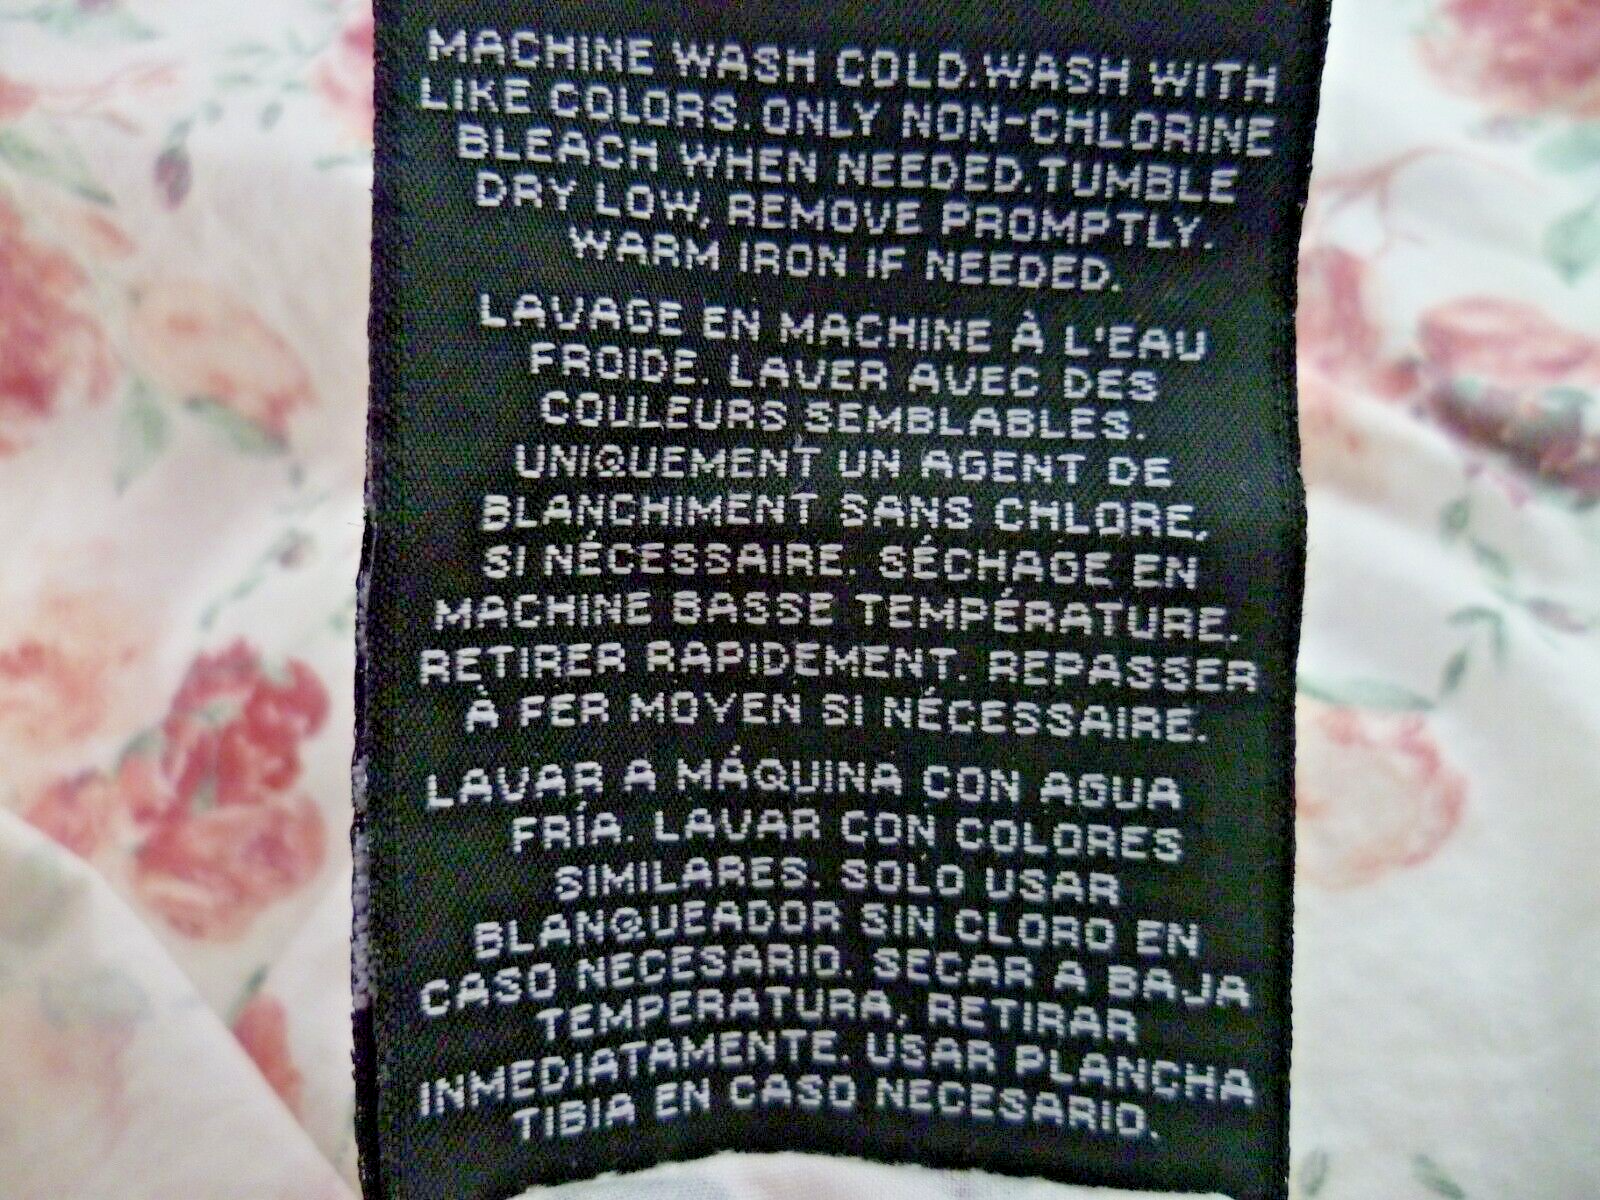 MACHINE WASH COLD. WASH WITH
LIKE COLORS. ONLY NON-CHLORINE
BLEACH WHEN NEEDED. TUMBLE
DRY LOW, REMOVE PROMPTLY.
WARM IRON IF NEEDED.
LAVAGE EN MACHINE À L'EAU
FROIDE. LAVER AVEC DES
COULEURS SEMBLABLES.
UNIQUEMENT UN AGENT DE
BLANCHIMENT SANS CHLORE,
SI NÉCESSAIRE. SÉCHAGE EN
MACHINE BASSE TEMPÉRATURE.
RETIRER RAPIDEMENT. REPASSER
À FER MOYEN SI NÉCESSAIRE.
LAVAR A MÁQUINA CON AGUA
FRÍA. LAVAR CON COLORES
SIMILARES. SOLO USAR
BLANQUEADOR SIN CLORO EN
CASO NECESARIO. SECAR A BAJA
TEMPERATURA, RETIRAR
INMEDIATAMENTE. USAR PLANCHA
TIBIA EN CASO NECESARIO.